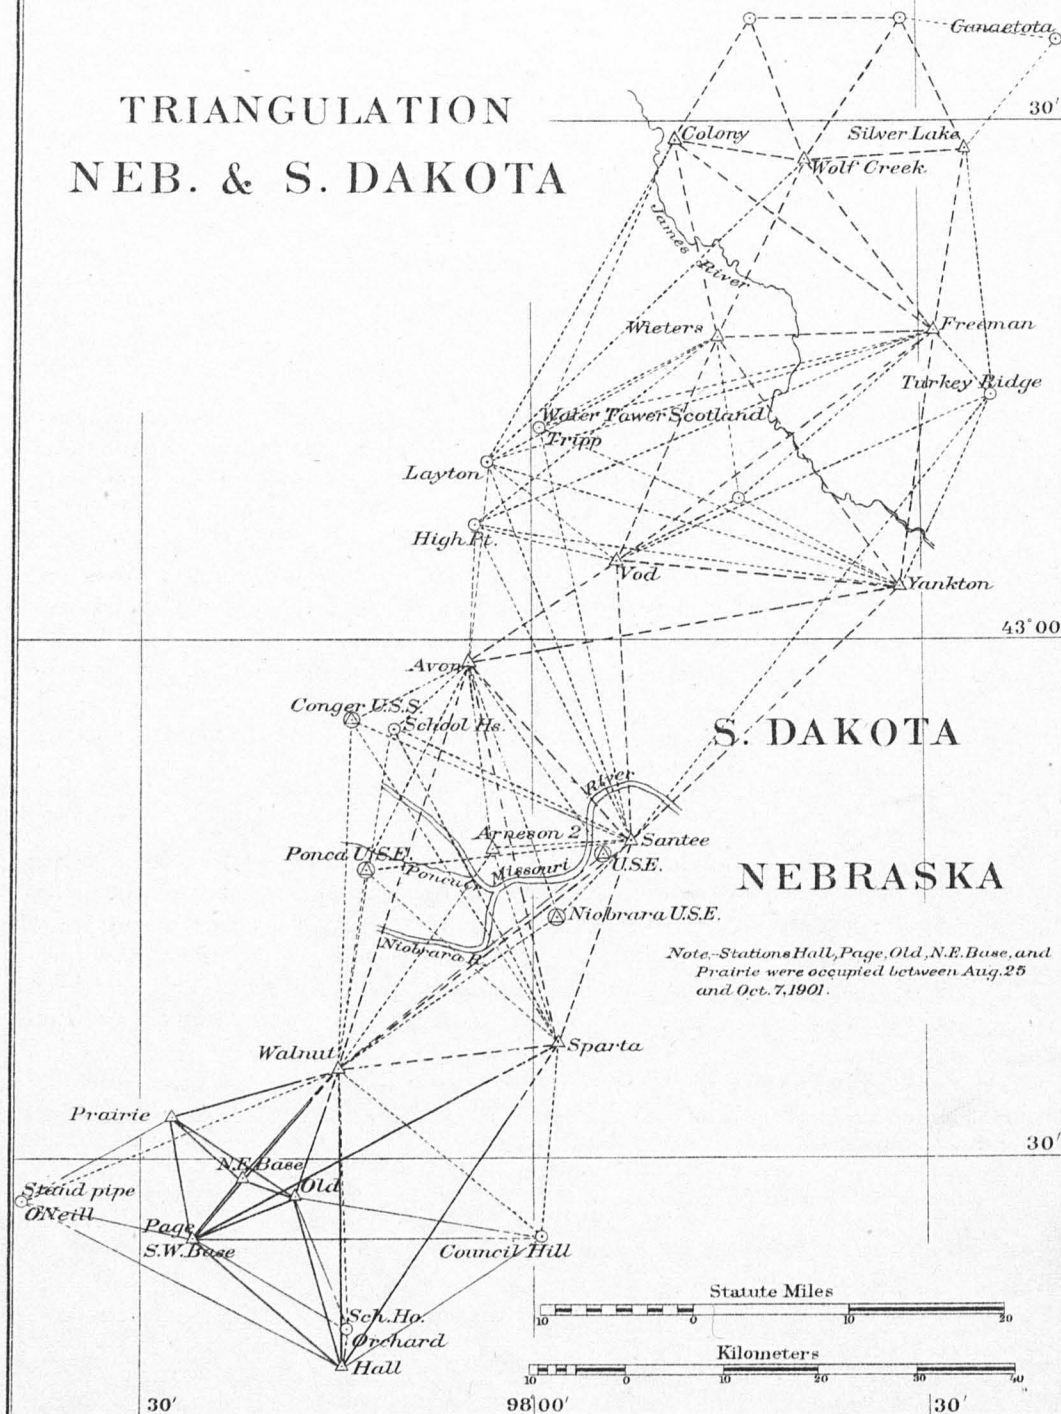 Canaetota
30'
TRIANGULATION
NEB. & S. DAKOTA
Colony
Silver Lake
Wolf Creek
James River
Wieters
Freeman
Turkey Ridge
Water Tower Scotland
Tripp
Layton
High Pt.
Vod
Yankton
43°00
Avon
Conger U.S.S.
School Hs.
S. DAKOTA
River
Arneson 2
Santee
Ponca U.S.E.
U.S.E.
Missouri
Ponca Cr.
NEBRASKA
Niobrara U.S.E.
Niobrara R.
Note.-Stations Hall, Page, Old, N.E. Base, and
Prairie were occupied between Aug. 25
and Oct. 7, 1901.
Sparta
Walnut
Prairie
30'
N.E. Base
Old
Stand pipe
O'Neill
Page
S.W. Base
Council Hill
Statute Miles
10 0 10 20
Sch. Ho.
Orchard
Hall
Kilometers
10 0 10 20 30 40
30'
98°00'
30'